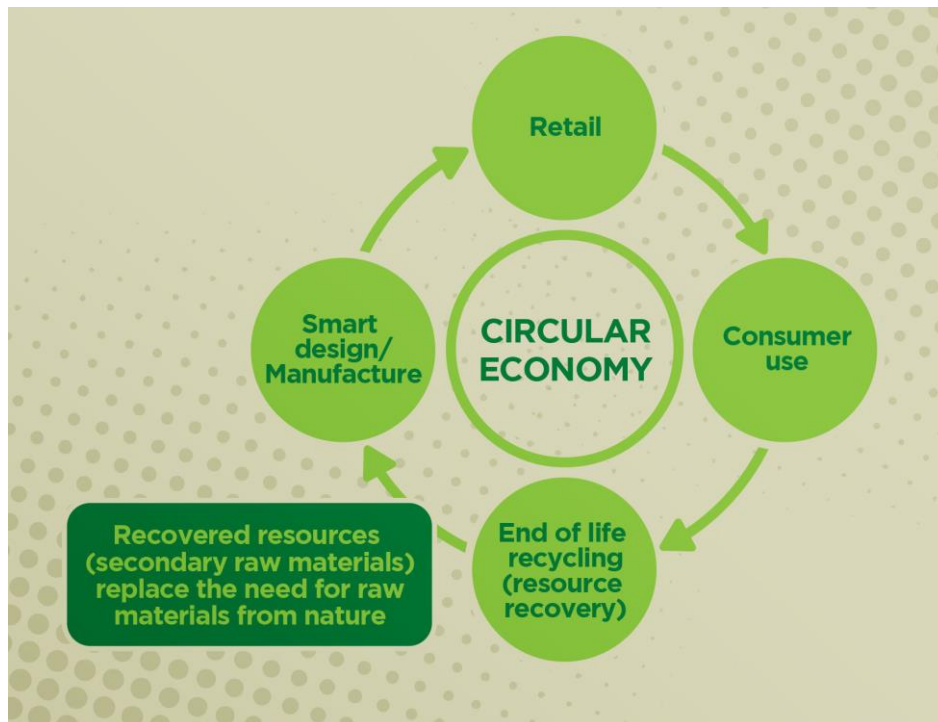 Retail
Smart
design/
Manufacture
CIRCULAR
ECONOMY
Consumer
use
End of life
recycling
(resource
recovery)
Recovered resources
(secondary raw materials)
replace the need for raw
materials from nature